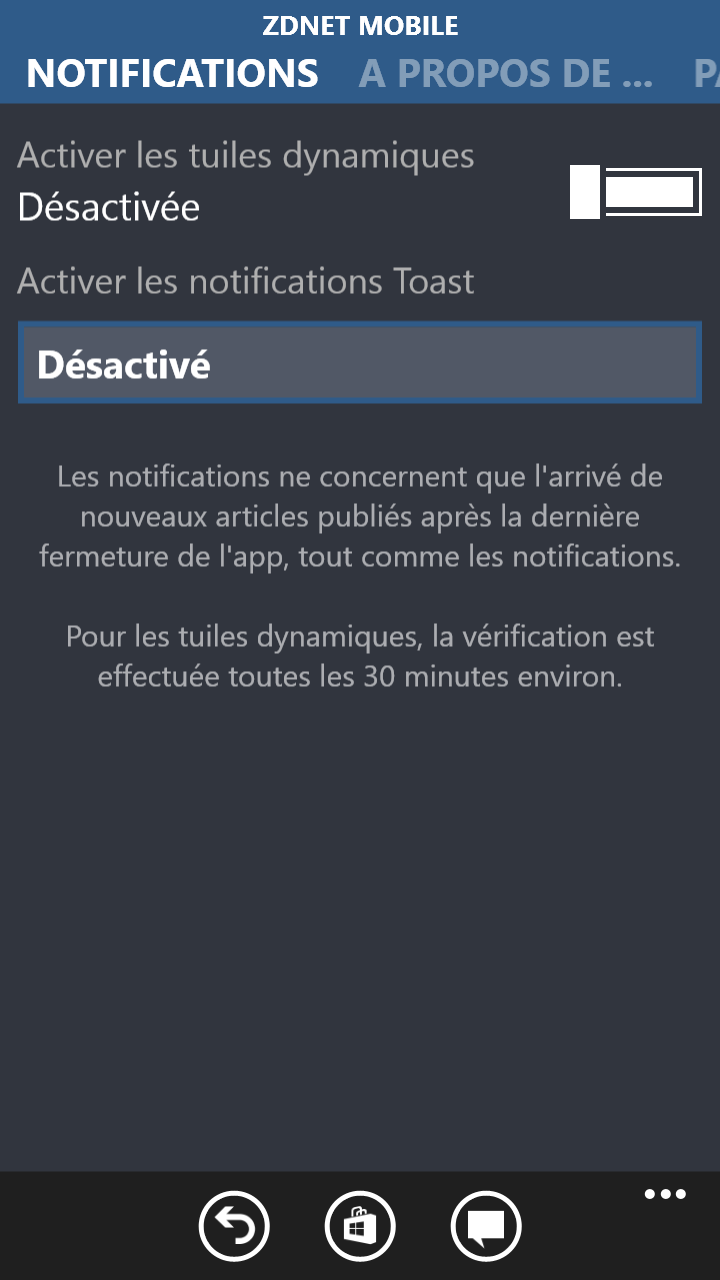 ZDNET MOBILE
NOTIFICATIONS A PROPOS DE ... PA
Activer les tuiles dynamiques
Désactivée
Activer les notifications Toast
Désactivé
Les notifications ne concernent que l'arrivé de
nouveaux articles publiés après la dernière
fermeture de l'app, tout comme les notifications.
Pour les tuiles dynamiques, la vérification est
effectuée toutes les 30 minutes environ.